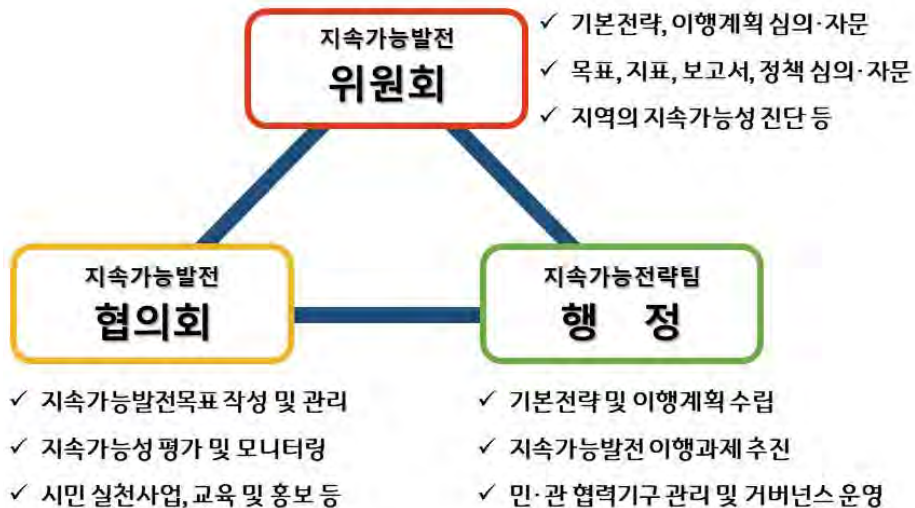 지속가능발전
위원회
✓ 기본전략, 이행계획 심의·자문
✓ 목표, 지표, 보고서, 정책 심의·자문
✓ 지역의 지속가능성 진단 등
지속가능발전
협의회
✓ 지속가능발전목표 작성 및 관리
✓ 지속가능성 평가 및 모니터링
✓ 시민 실천사업, 교육 및 홍보 등
지속가능전략팀
행 정
✓ 기본전략 및 이행계획 수립
✓ 지속가능발전 이행과제 추진
✓ 민·관 협력기구 관리 및 거버넌스 운영